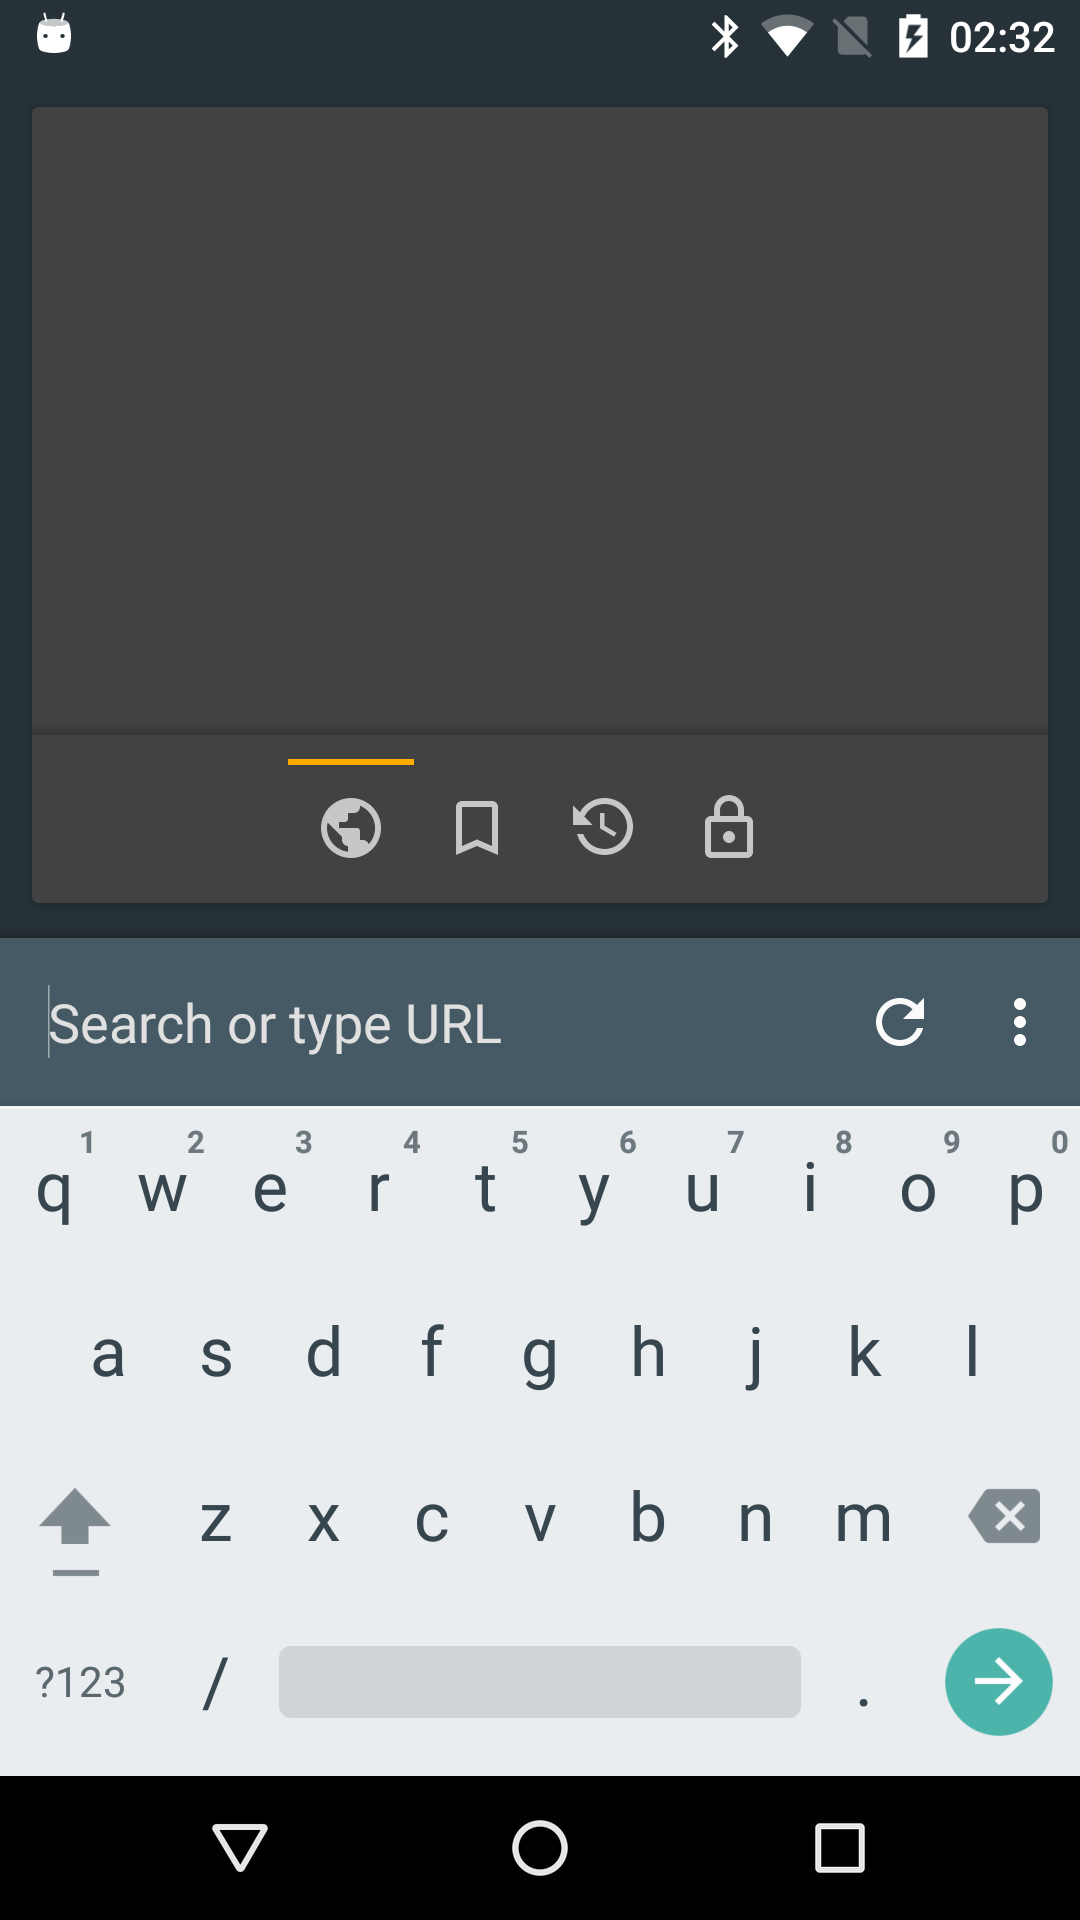 02:32
Search or type URL
1 2 3 4 5 6 7 8 9 0
q w e r t y u i o p
a s d f g h j k l
z x c v b n m
?123 / .